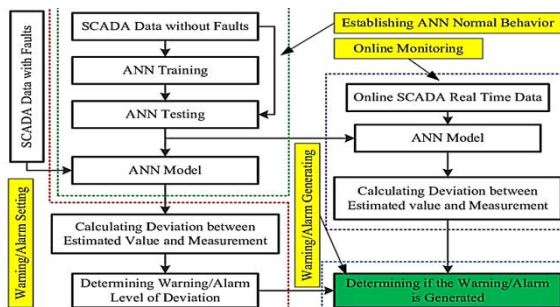 SCADA Data without Faults
Establishing ANN Normal Behavior
SCADA Data with Faults
ANN Training
Online Monitoring
ANN Testing
Online SCADA Real Time Data
ANN Model
ANN Model
Warning/Alarm Setting
Warning/Alarm Generating
Calculating Deviation between
Estimated Value and Measurement
Calculating Deviation between
Estimated value and Measurement
Determining Warning/Alarm
Level of Deviation
Determining if the Warning/Alarm
is Generated